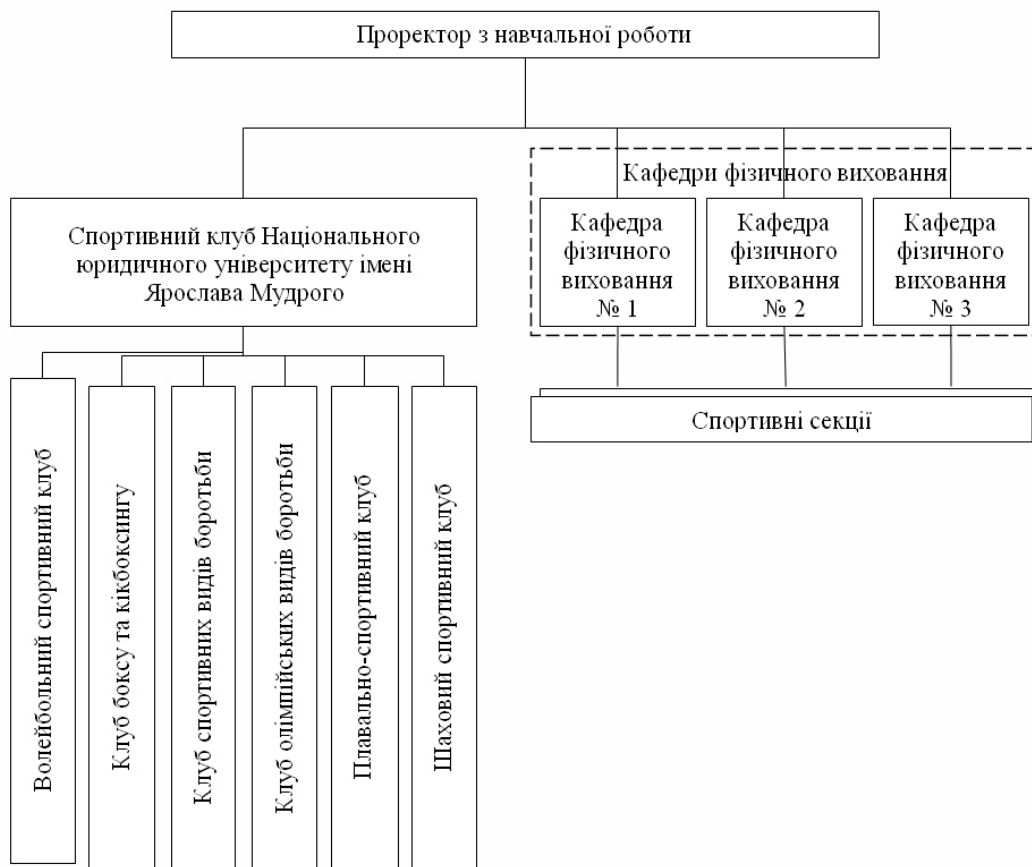 Проректор з навчальної роботи
Кафедри фізичного виховання
Спортивний клуб Національного
юридичного університету імені
Ярослава Мудрого
Кафедра
фізичного
виховання
№ 1
Кафедра
фізичного
виховання
№ 2
Кафедра
фізичного
виховання
№ 3
Спортивні секції
Волейбольний спортивний клуб
Клуб боксу та кікбоксингу
Клуб спортивних видів боротьби
Клуб олімпійських видів боротьби
Плавально-спортивний клуб
Шаховий спортивний клуб